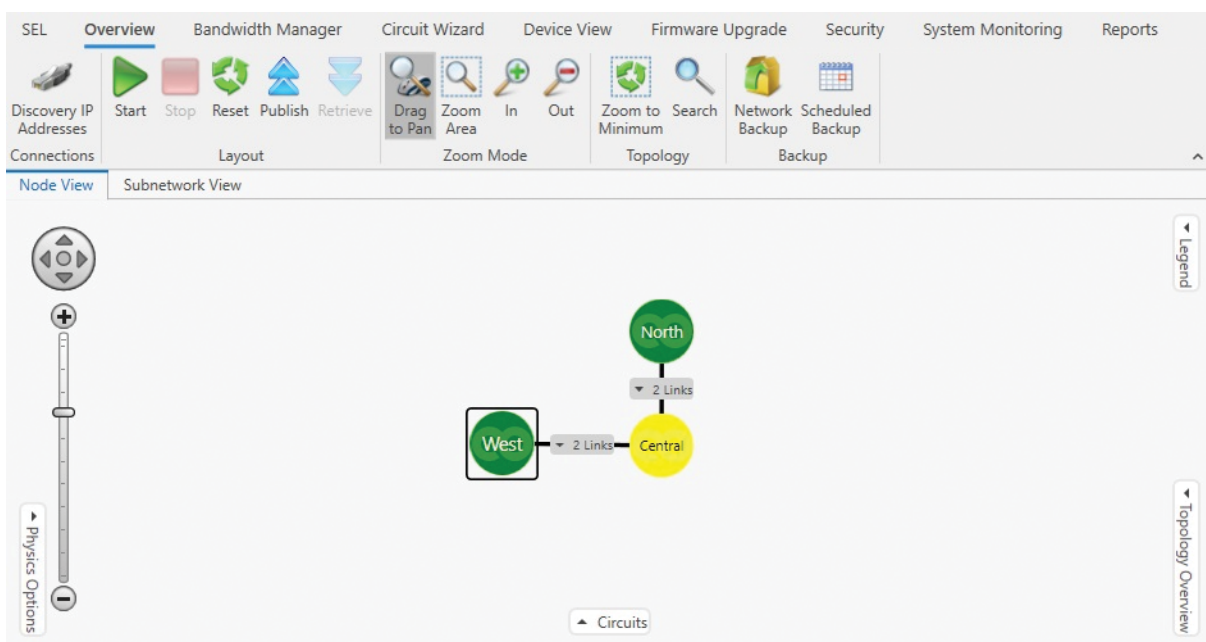 SEL Overview Bandwidth Manager Circuit Wizard Device View Firmware Upgrade Security System Monitoring Reports
Discovery IP Addresses
Start Stop Reset Publish Retrieve
Drag to Pan
Zoom Area
In Out
Zoom to Minimum
Search
Network Backup
Scheduled Backup
Connections Layout Zoom Mode Topology Backup
Node View Subnetwork View
Legend
North
2 Links
West 2 Links Central
Physics Options
Topology Overview
Circuits